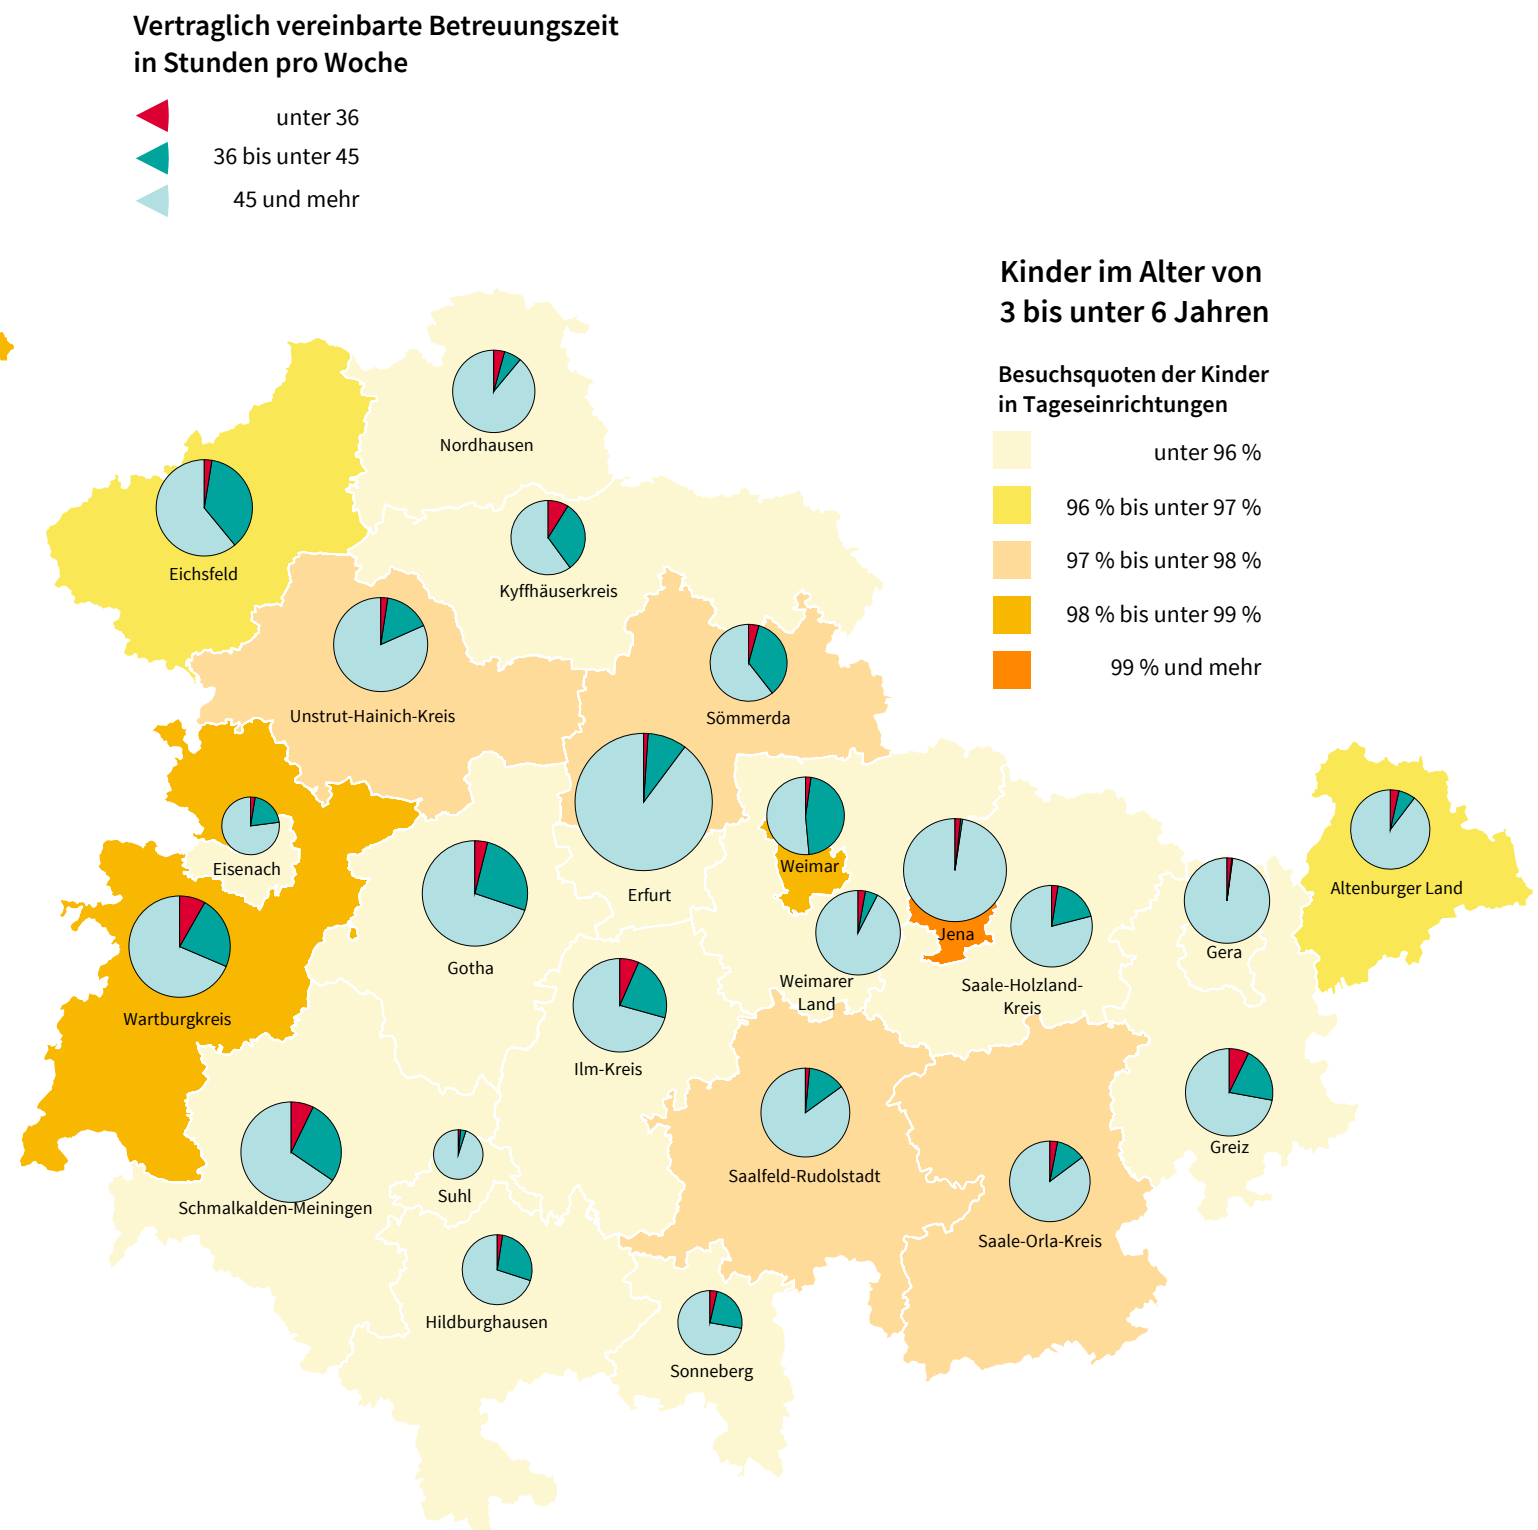 Vertraglich vereinbarte Betreuungszeit
in Stunden pro Woche
unter 36
36 bis unter 45
45 und mehr
Kinder im Alter von
3 bis unter 6 Jahren
Besuchsquoten der Kinder
in Tageseinrichtungen
unter 96 %
96 % bis unter 97 %
97 % bis unter 98 %
98 % bis unter 99 %
99 % und mehr
Nordhausen
Eichsfeld
Kyffhäuserkreis
Unstrut-Hainich-Kreis
Sömmerda
Eisenach
Weimar
Erfurt
Altenburger Land
Jena
Gera
Gotha
Weimarer
Land
Saale-Holzland-
Kreis
Wartburgkreis
Ilm-Kreis
Greiz
Saalfeld-Rudolstadt
Suhl
Schmalkalden-Meiningen
Saale-Orla-Kreis
Hildburghausen
Sonneberg